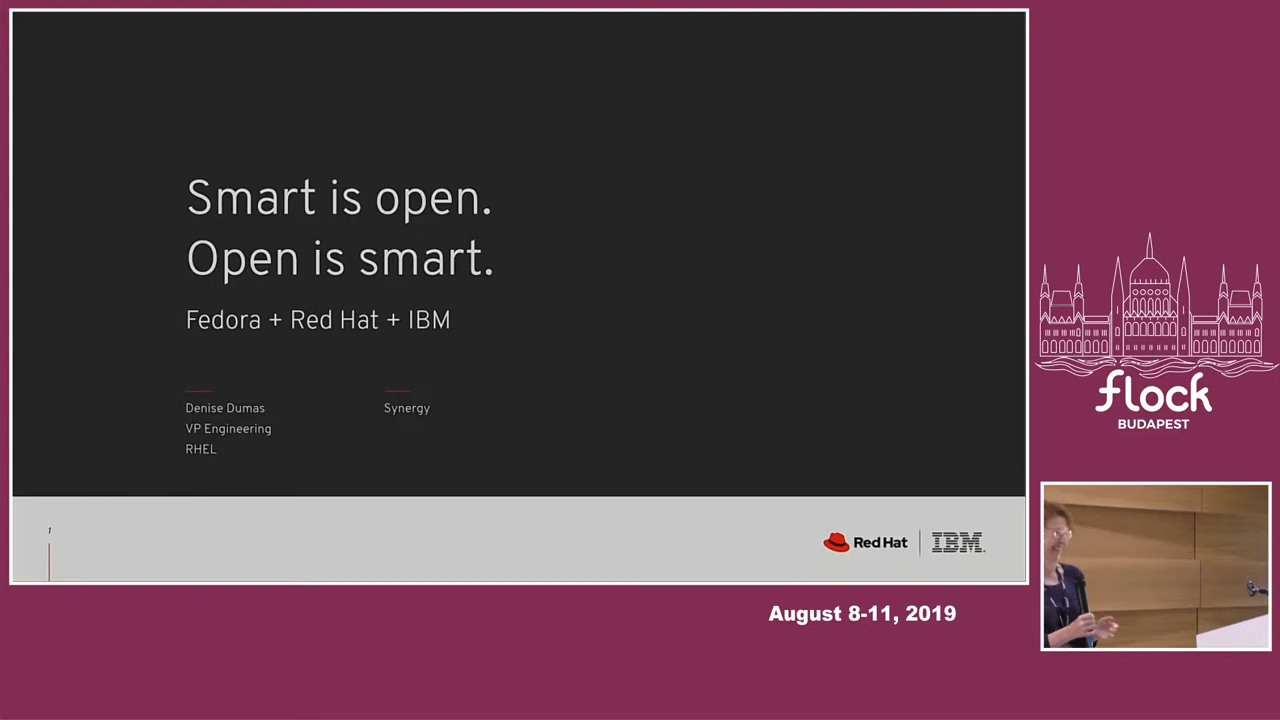 Smart is open.
Open is smart.
Fedora + Red Hat + IBM
Denise Dumas
VP Engineering
RHEL
Synergy
1
Red Hat
IBM
flock
BUDAPEST
August 8-11, 2019